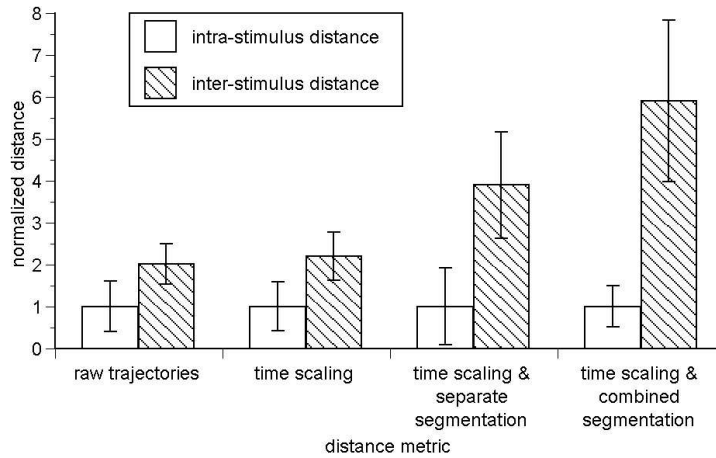 8
7
6
5
4
3
2
1
0
normalized distance
intra-stimulus distance
inter-stimulus distance
raw trajectories
time scaling
time scaling &
separate
segmentation
time scaling &
combined
segmentation
distance metric